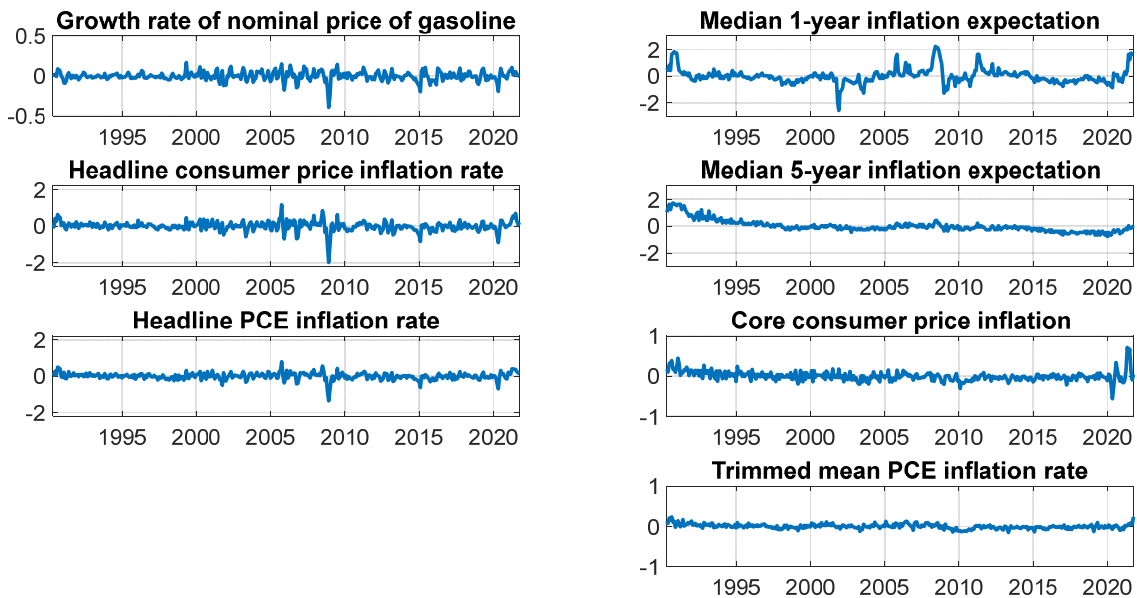 Growth rate of nominal price of gasoline
0.5
0
-0.5
1995 2000 2005 2010 2015 2020
Median 1-year inflation expectation
2
0
-2
1995 2000 2005 2010 2015 2020
Headline consumer price inflation rate
2
0
-2
1995 2000 2005 2010 2015 2020
Median 5-year inflation expectation
2
0
-2
1995 2000 2005 2010 2015 2020
Headline PCE inflation rate
2
0
-2
1995 2000 2005 2010 2015 2020
Core consumer price inflation
1
0
-1
1995 2000 2005 2010 2015 2020
Trimmed mean PCE inflation rate
1
0
-1
1995 2000 2005 2010 2015 2020